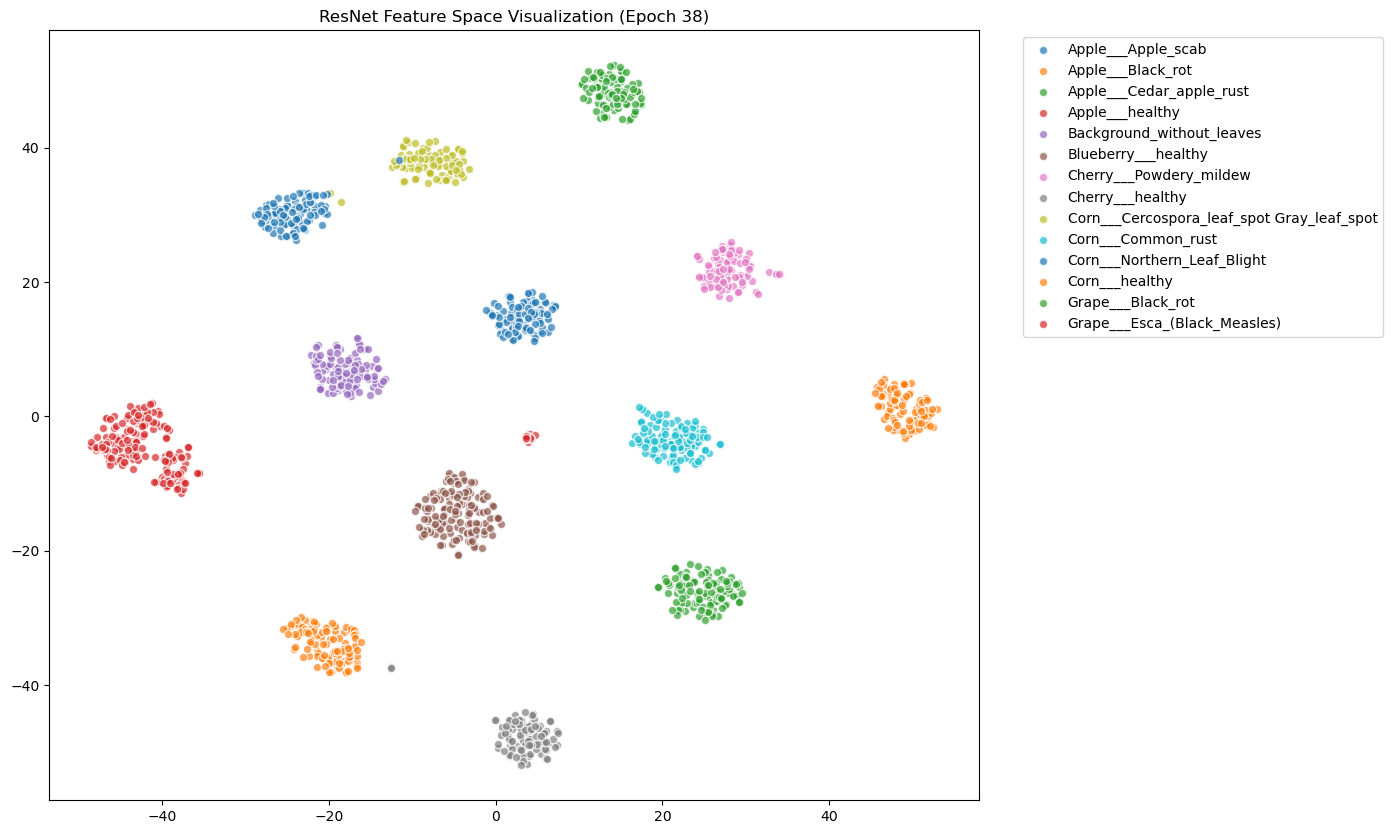 ResNet Feature Space Visualization (Epoch 38)
Apple___Apple_scab
Apple___Black_rot
Apple___Cedar_apple_rust
Apple___healthy
Background_without_leaves
Blueberry___healthy
Cherry___Powdery_mildew
Cherry___healthy
Corn___Cercospora_leaf_spot Gray_leaf_spot
Corn___Common_rust
Corn___Northern_Leaf_Blight
Corn___healthy
Grape___Black_rot
Grape___Esca_(Black_Measles)
40
20
0
−20
−40
−40 −20 0 20 40